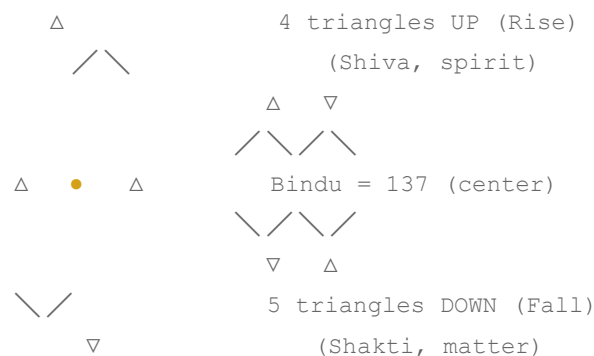 △ 4 triangles UP (Rise)
╱╲ (Shiva, spirit)
△ ▽
╱╲╱╲
△ ● △ Bindu = 137 (center)
╲╱╲╱
▽ △
╲╱ 5 triangles DOWN (Fall)
▽ (Shakti, matter)